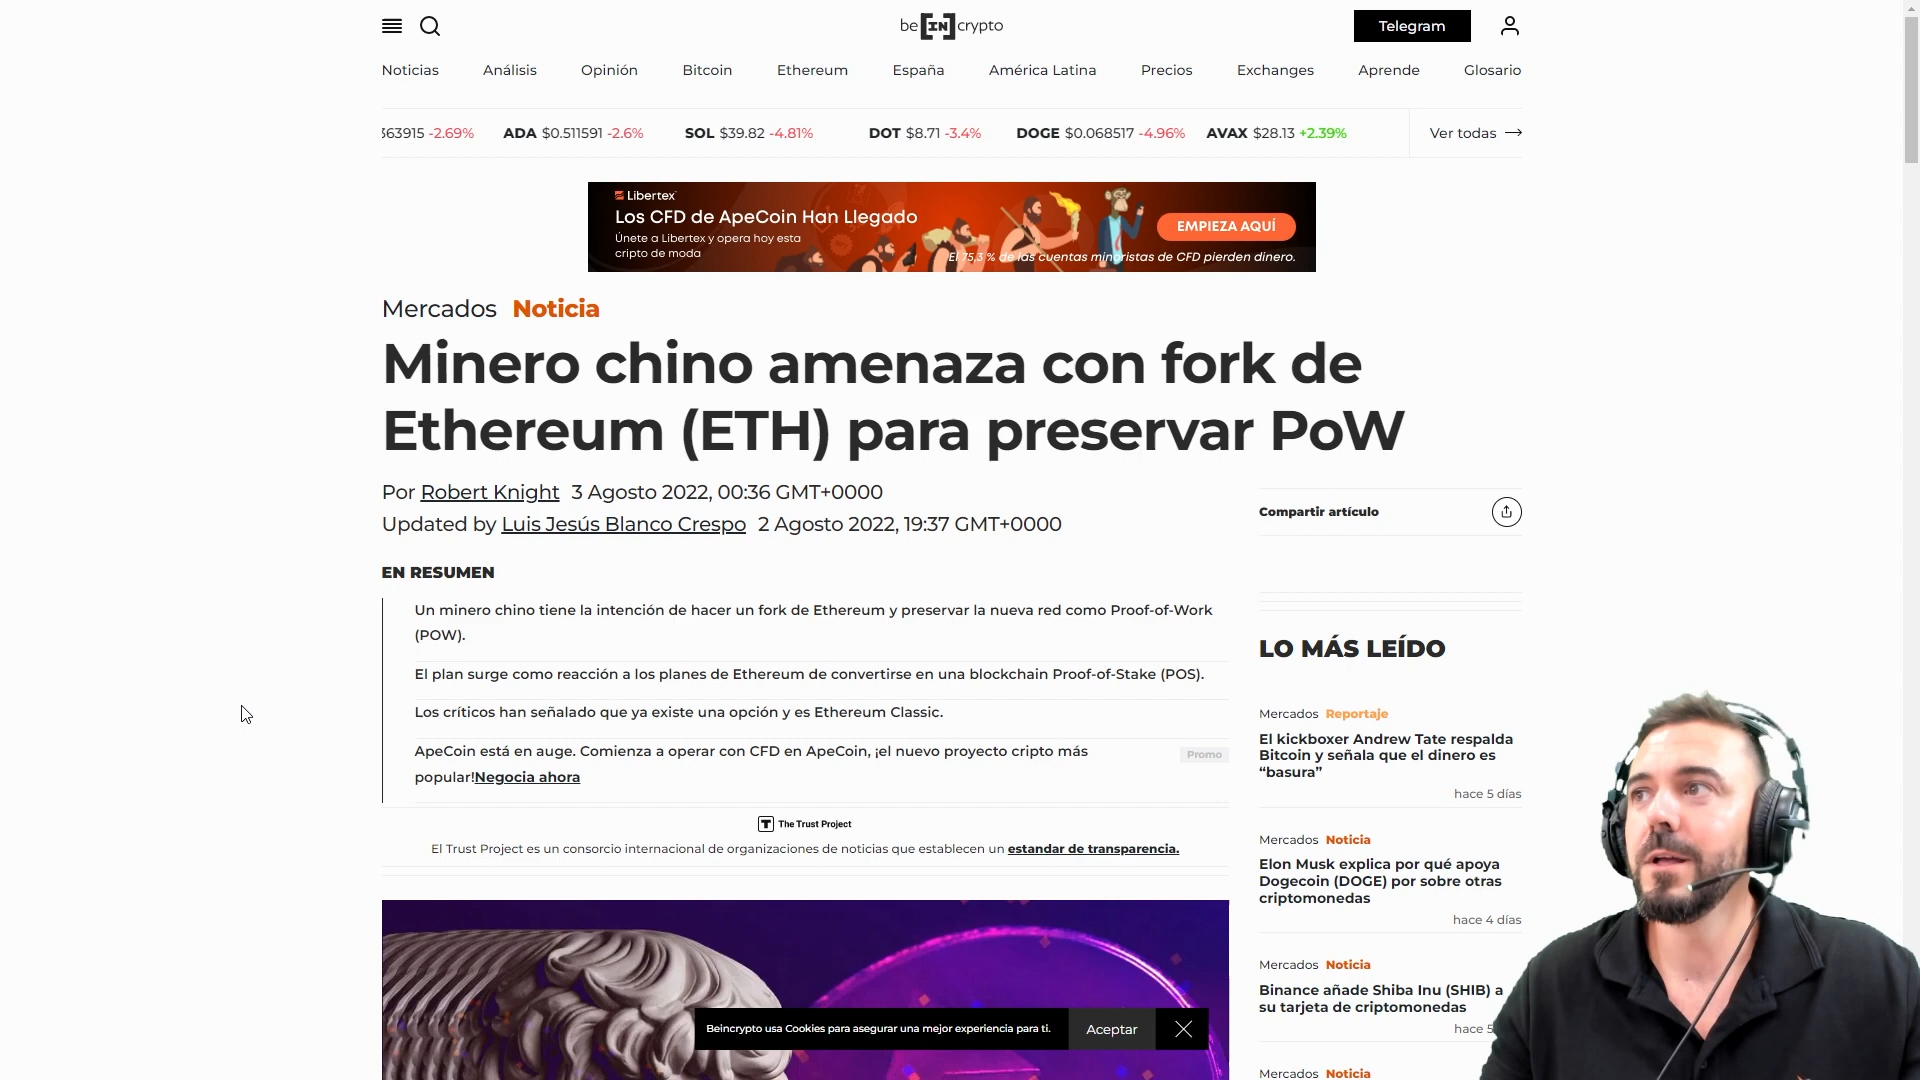 be[IN]crypto
Telegram
Noticias Análisis Opinión Bitcoin Ethereum España América Latina Precios Exchanges Aprende Glosario
363915 -2.69% ADA $0.511591 -2.6% SOL $39.82 -4.81% DOT $8.71 -3.4% DOGE $0.068517 -4.96% AVAX $28.13 +2.39% Ver todas
Libertex
Los CFD de ApeCoin Han Llegado
Únete a Libertex y opera hoy esta
cripto de moda
EMPIEZA AQUÍ
El 75,3 % de las cuentas minoristas de CFD pierden dinero.
Mercados Noticia
Minero chino amenaza con fork de
Ethereum (ETH) para preservar PoW
Por Robert Knight 3 Agosto 2022, 00:36 GMT+0000
Updated by Luis Jesús Blanco Crespo 2 Agosto 2022, 19:37 GMT+0000
Compartir artículo
EN RESUMEN
Un minero chino tiene la intención de hacer un fork de Ethereum y preservar la nueva red como Proof-of-Work
(POW).
El plan surge como reacción a los planes de Ethereum de convertirse en una blockchain Proof-of-Stake (POS).
Los críticos han señalado que ya existe una opción y es Ethereum Classic.
ApeCoin está en auge. Comienza a operar con CFD en ApeCoin, ¡el nuevo proyecto cripto más
popular!Negocia ahora
Promo
The Trust Project
El Trust Project es un consorcio internacional de organizaciones de noticias que establecen un estandar de transparencia.
Beincrypto usa Cookies para asegurar una mejor experiencia para ti.
Aceptar
LO MÁS LEÍDO
Mercados Reportaje
El kickboxer Andrew Tate respalda
Bitcoin y señala que el dinero es
“basura”
hace 5 días
Mercados Noticia
Elon Musk explica por qué apoya
Dogecoin (DOGE) por sobre otras
criptomonedas
hace 4 días
Mercados Noticia
Binance añade Shiba Inu (SHIB) a
su tarjeta de criptomonedas
hace 5
Mercados Noticia